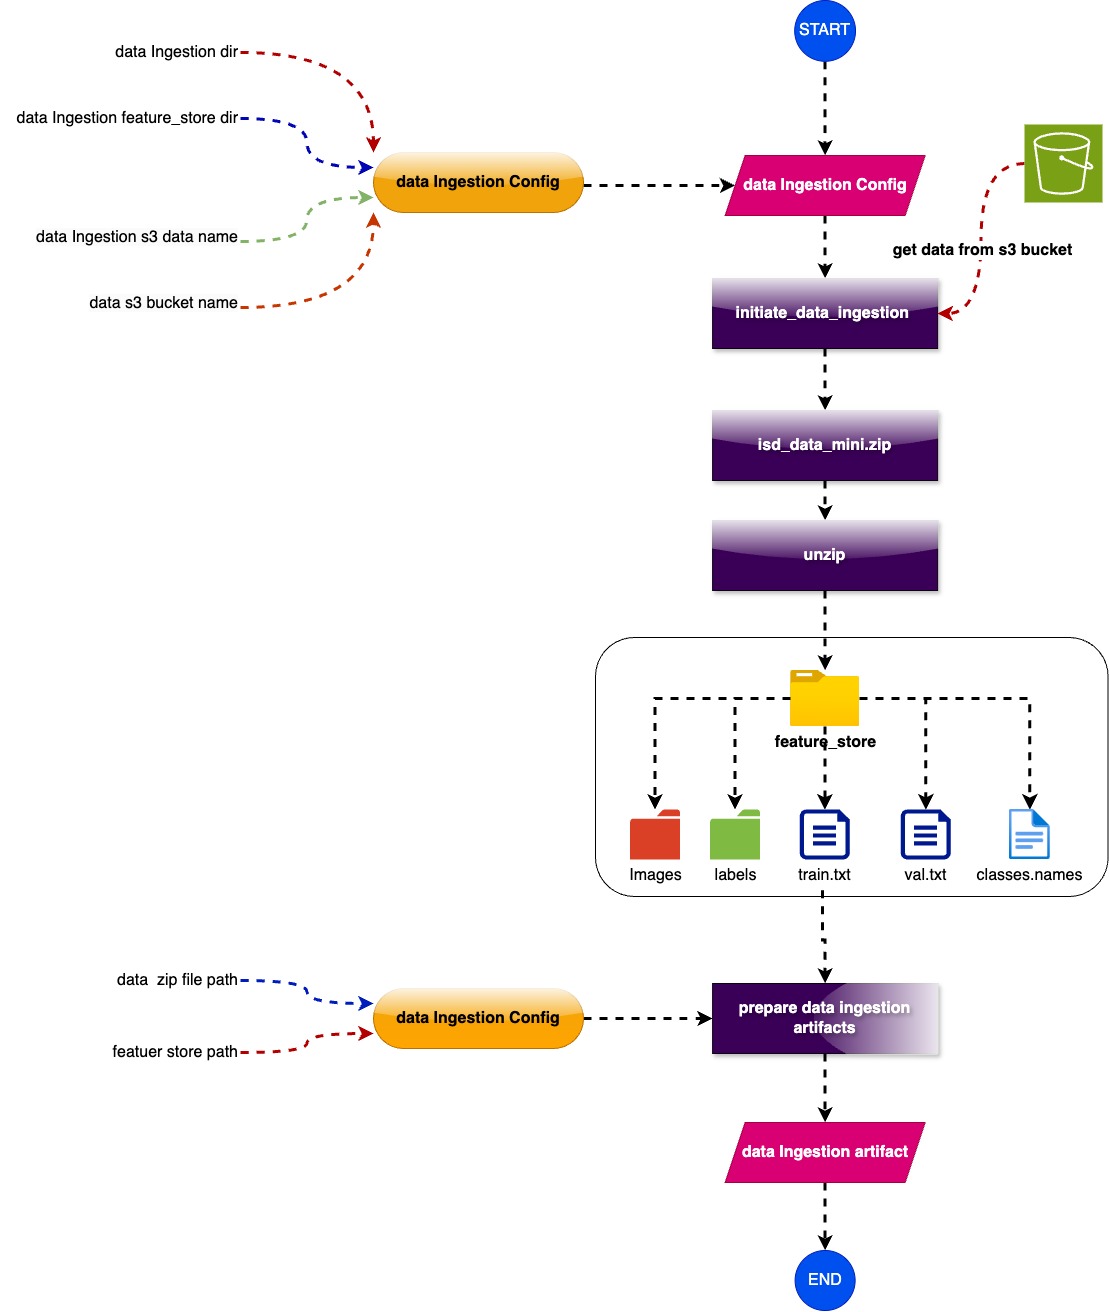 START
data Ingestion dir
data Ingestion feature_store dir
data Ingestion Config
data Ingestion Config
data Ingestion s3 data name
get data from s3 bucket
data s3 bucket name
initiate_data_ingestion
isd_data_mini.zip
unzip
feature_store
Images
labels
train.txt
val.txt
classes.names
data  zip file path
data Ingestion Config
prepare data ingestion
artifacts
featuer store path
data Ingestion artifact
END